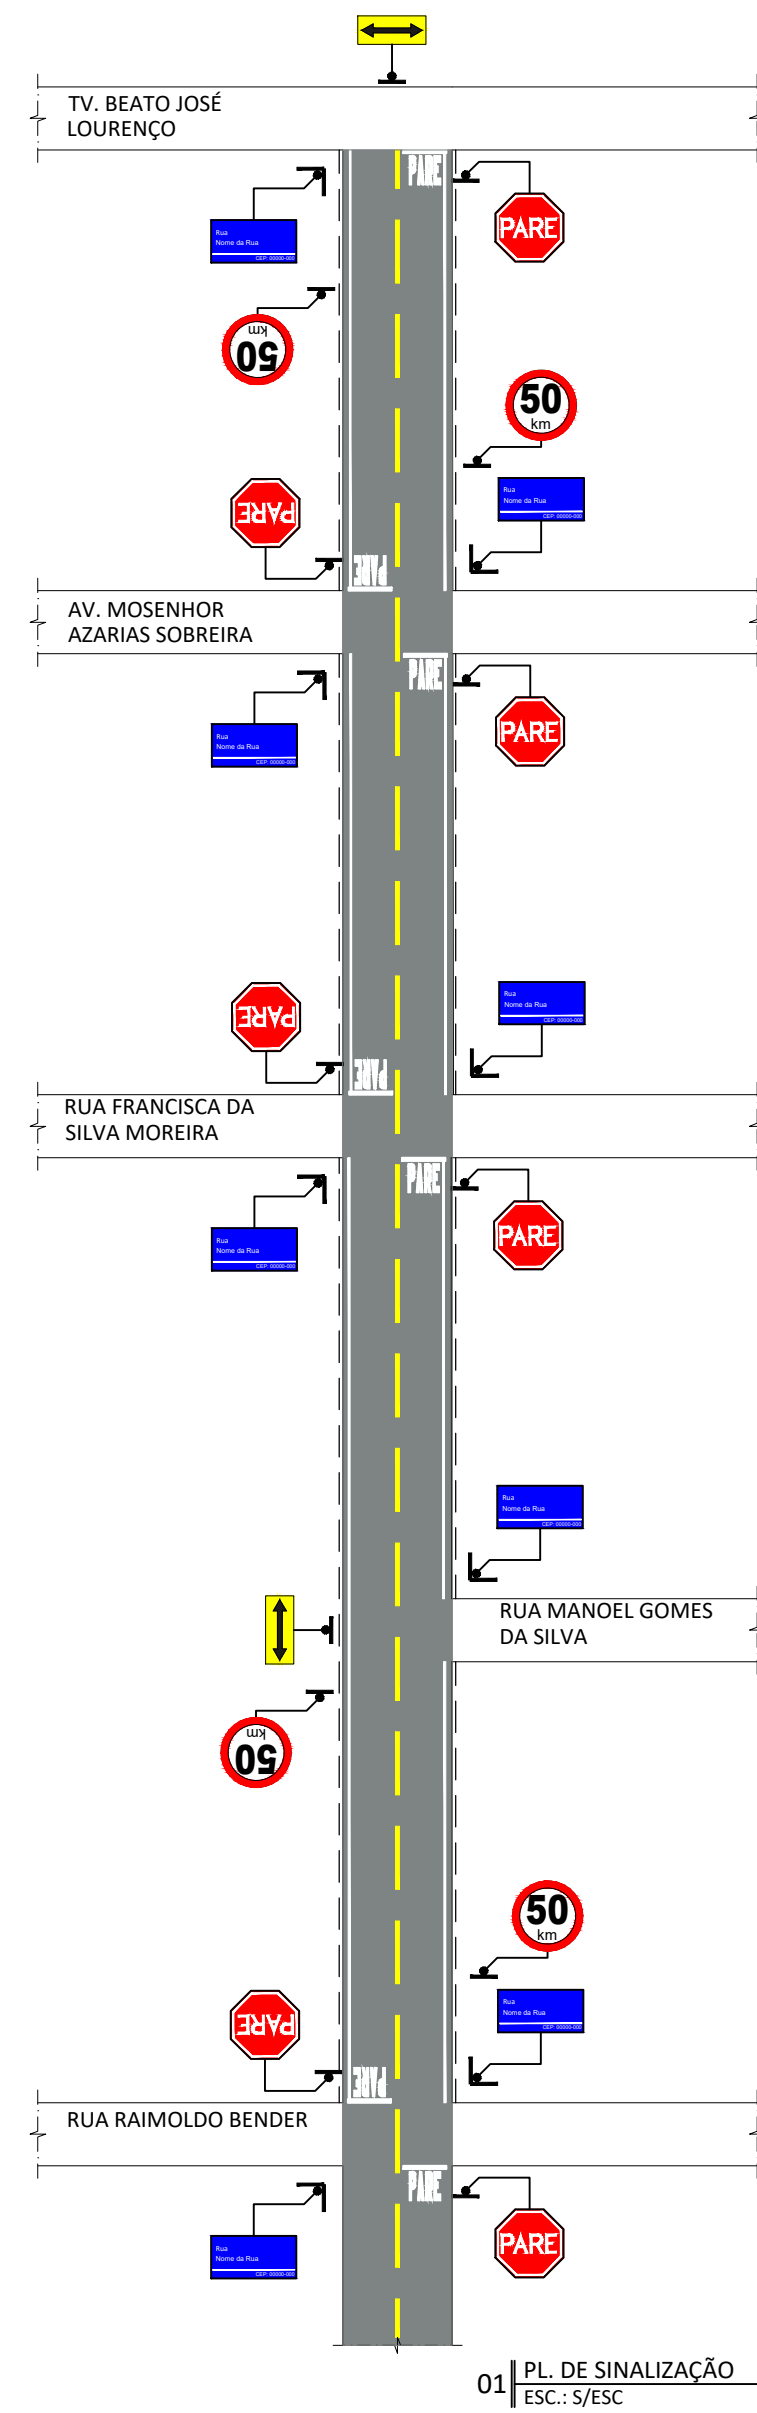 TV. BEATO JOSÉ
LOURENÇO
PARE
PARE
Rua
Nome da Rua
CEP: 00000-000
50
km
50
km
Rua
Nome da Rua
CEP: 00000-000
PARE
PARE
AV. MOSENHOR
AZARIAS SOBREIRA
PARE
PARE
Rua
Nome da Rua
CEP: 00000-000
Rua
Nome da Rua
CEP: 00000-000
PARE
PARE
RUA FRANCISCA DA
SILVA MOREIRA
PARE
PARE
Rua
Nome da Rua
CEP: 00000-000
Rua
Nome da Rua
CEP: 00000-000
RUA MANOEL GOMES
DA SILVA
50
km
50
km
Rua
Nome da Rua
CEP: 00000-000
PARE
PARE
RUA RAIMOLDO BENDER
PARE
PARE
Rua
Nome da Rua
CEP: 00000-000
01
PL. DE SINALIZAÇÃO
ESC.: S/ESC